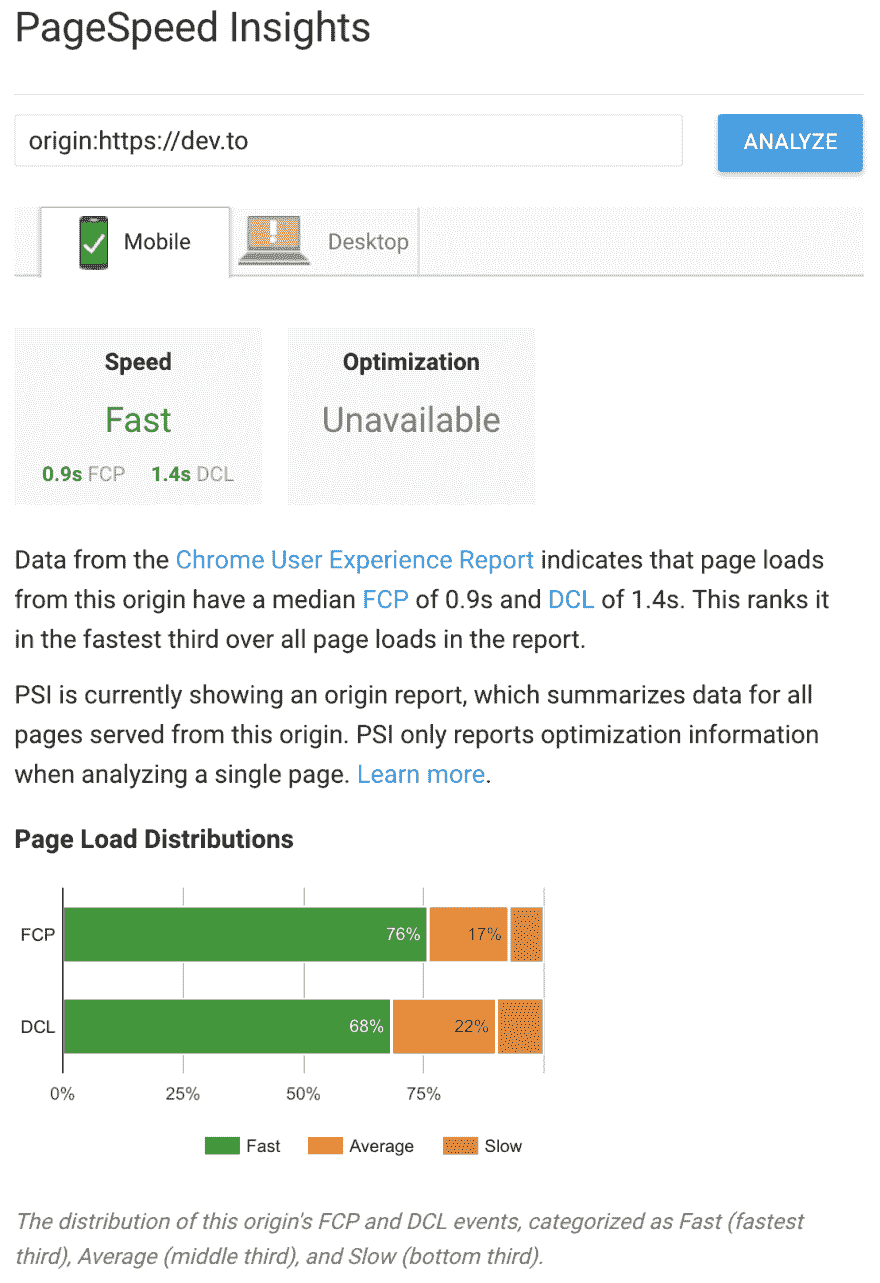 PageSpeed Insights
origin:https://dev.to
ANALYZE
Mobile
Desktop
Speed
Optimization
Fast
Unavailable
0.9s FCP 1.4s DCL
Data from the Chrome User Experience Report indicates that page loads
from this origin have a median FCP of 0.9s and DCL of 1.4s. This ranks it
in the fastest third over all page loads in the report.
PSI is currently showing an origin report, which summarizes data for all
pages served from this origin. PSI only reports optimization information
when analyzing a single page. Learn more.
Page Load Distributions
FCP
76%
17%
DCL
68%
22%
0% 25% 50% 75%
Fast Average Slow
The distribution of this origin's FCP and DCL events, categorized as Fast (fastest
third), Average (middle third), and Slow (bottom third).